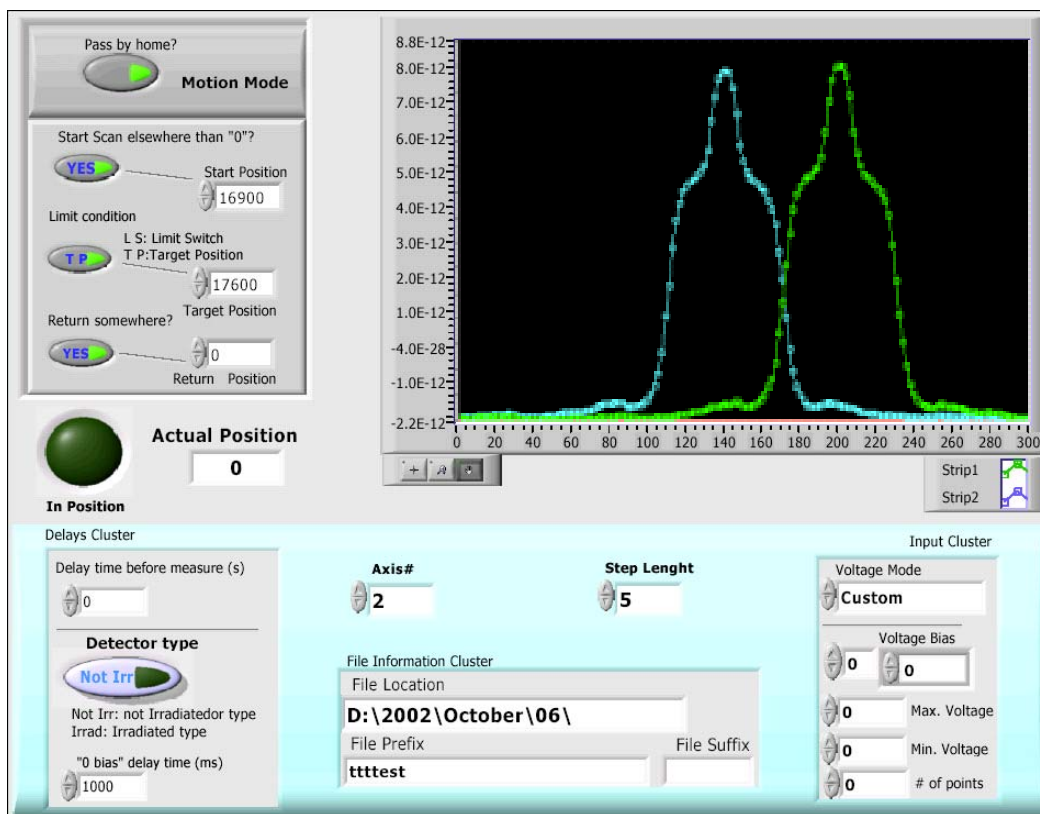 Pass by home?
Motion Mode
Start Scan elsewhere than "0"?
YES
Start Position
16900
Limit condition
L S: Limit Switch
T P:Target Position
T P
17600
Target Position
Return somewhere?
YES
0
Return Position
In Position
Actual Position
0
8.8E-12
8.0E-12
7.0E-12
6.0E-12
5.0E-12
4.0E-12
3.0E-12
2.0E-12
1.0E-12
-4.0E-28
-1.0E-12
-2.2E-12
0 20 40 60 80 100 120 140 160 180 200 220 240 260 280 300
Strip1
Strip2
Delays Cluster
Delay time before measure (s)
0
Detector type
Not Irr
Not Irr: not Irradiatedor type
Irrad: Irradiated type
"0 bias" delay time (ms)
1000
Axis#
2
Step Lenght
5
File Information Cluster
File Location
D:\2002\October\06\
File Prefix
File Suffix
ttttest
Input Cluster
Voltage Mode
Custom
Voltage Bias
0 0
0 Max. Voltage
0 Min. Voltage
0 # of points